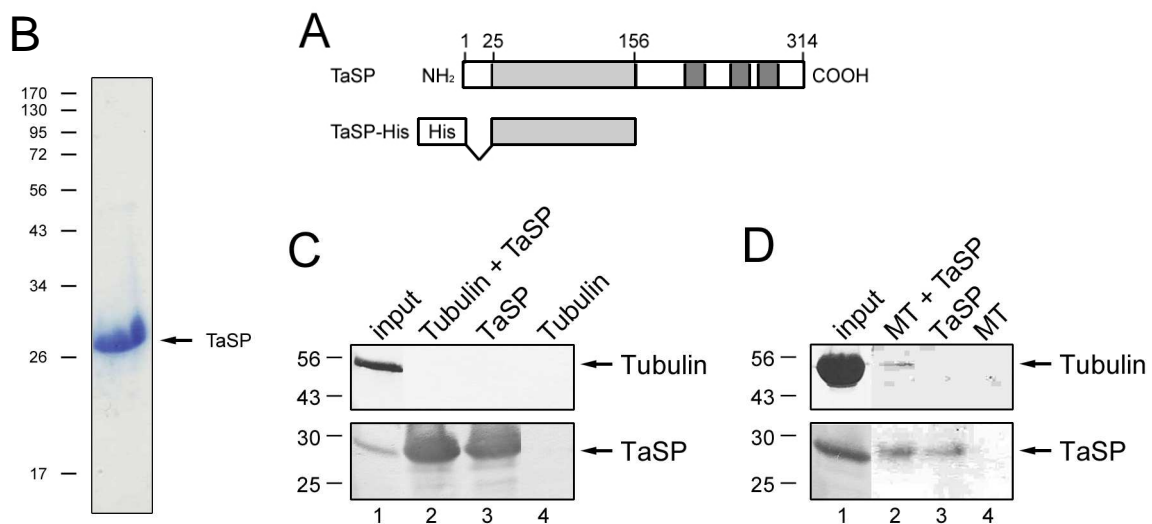 A
1 25 156 314
TaSP NH₂ COOH
TaSP-His His
B
170
130
95
72
56
43
34
26
17
TaSP
C
input
Tubulin + TaSP
TaSP
Tubulin
56
43
Tubulin
30
25
TaSP
1 2 3 4
D
input
MT + TaSP
TaSP
MT
56
43
Tubulin
30
25
TaSP
1 2 3 4